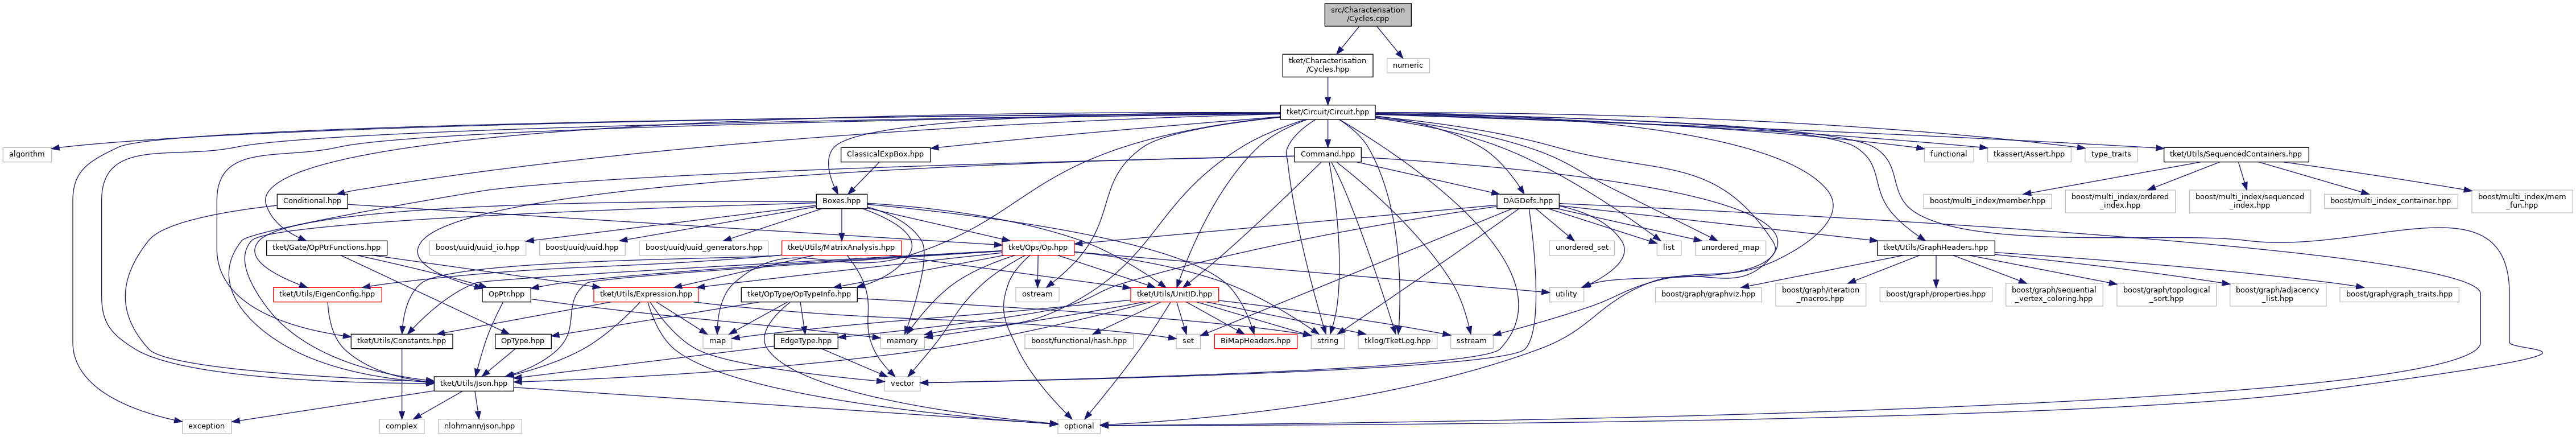 src/Characterisation
/Cycles.cpp
tket/Characterisation
/Cycles.hpp
numeric
tket/Circuit/Circuit.hpp
algorithm
ClassicalExpBox.hpp
Command.hpp
functional
tkassert/Assert.hpp
type_traits
tket/Utils/SequencedContainers.hpp
Conditional.hpp
Boxes.hpp
DAGDefs.hpp
boost/multi_index/member.hpp
boost/multi_index/ordered
_index.hpp
boost/multi_index/sequenced
_index.hpp
boost/multi_index_container.hpp
boost/multi_index/mem
_fun.hpp
tket/Gate/OpPtrFunctions.hpp
boost/uuid/uuid_io.hpp
boost/uuid/uuid.hpp
boost/uuid/uuid_generators.hpp
tket/Utils/MatrixAnalysis.hpp
tket/Ops/Op.hpp
unordered_set
list
unordered_map
tket/Utils/GraphHeaders.hpp
tket/Utils/EigenConfig.hpp
OpPtr.hpp
tket/Utils/Expression.hpp
tket/OpType/OpTypeInfo.hpp
ostream
tket/Utils/UnitID.hpp
utility
boost/graph/graphviz.hpp
boost/graph/iteration
_macros.hpp
boost/graph/properties.hpp
boost/graph/sequential
_vertex_coloring.hpp
boost/graph/topological
_sort.hpp
boost/graph/adjacency
_list.hpp
boost/graph/graph_traits.hpp
tket/Utils/Constants.hpp
OpType.hpp
map
EdgeType.hpp
memory
boost/functional/hash.hpp
set
BiMapHeaders.hpp
string
tklog/TketLog.hpp
sstream
tket/Utils/Json.hpp
vector
exception
complex
nlohmann/json.hpp
optional